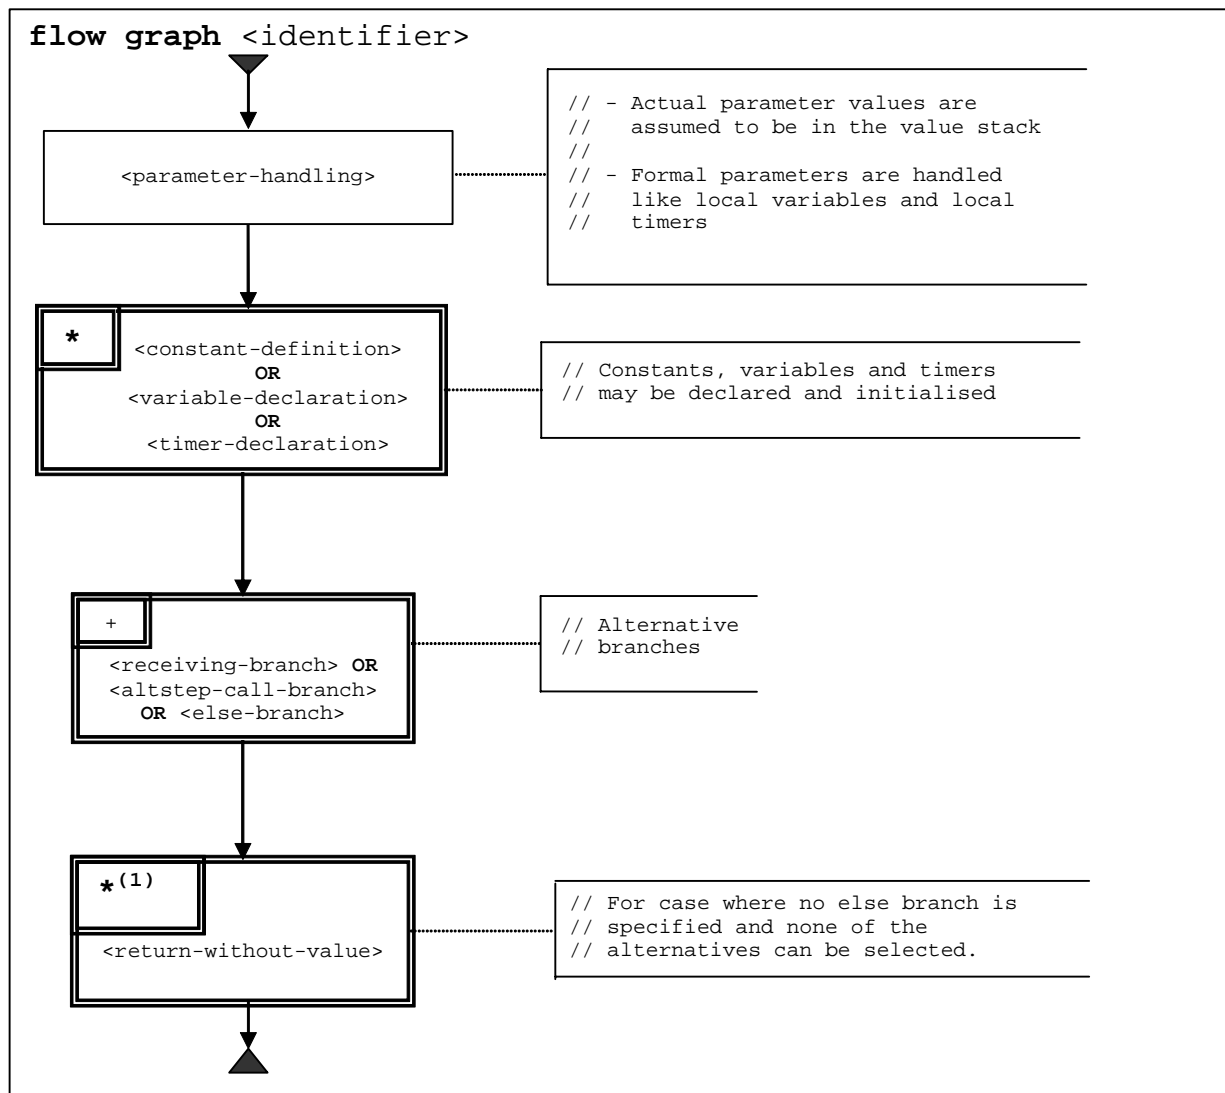 flow graph <identifier>
<parameter-handling>
// - Actual parameter values are
//   assumed to be in the value stack
//
// - Formal parameters are handled
//   like local variables and local
//   timers
*
<constant-definition>
OR
<variable-declaration>
OR
<timer-declaration>
// Constants, variables and timers
// may be declared and initialised
+
<receiving-branch> OR
<altstep-call-branch>
OR <else-branch>
// Alternative
// branches
*(1)
<return-without-value>
// For case where no else branch is
// specified and none of the
// alternatives can be selected.